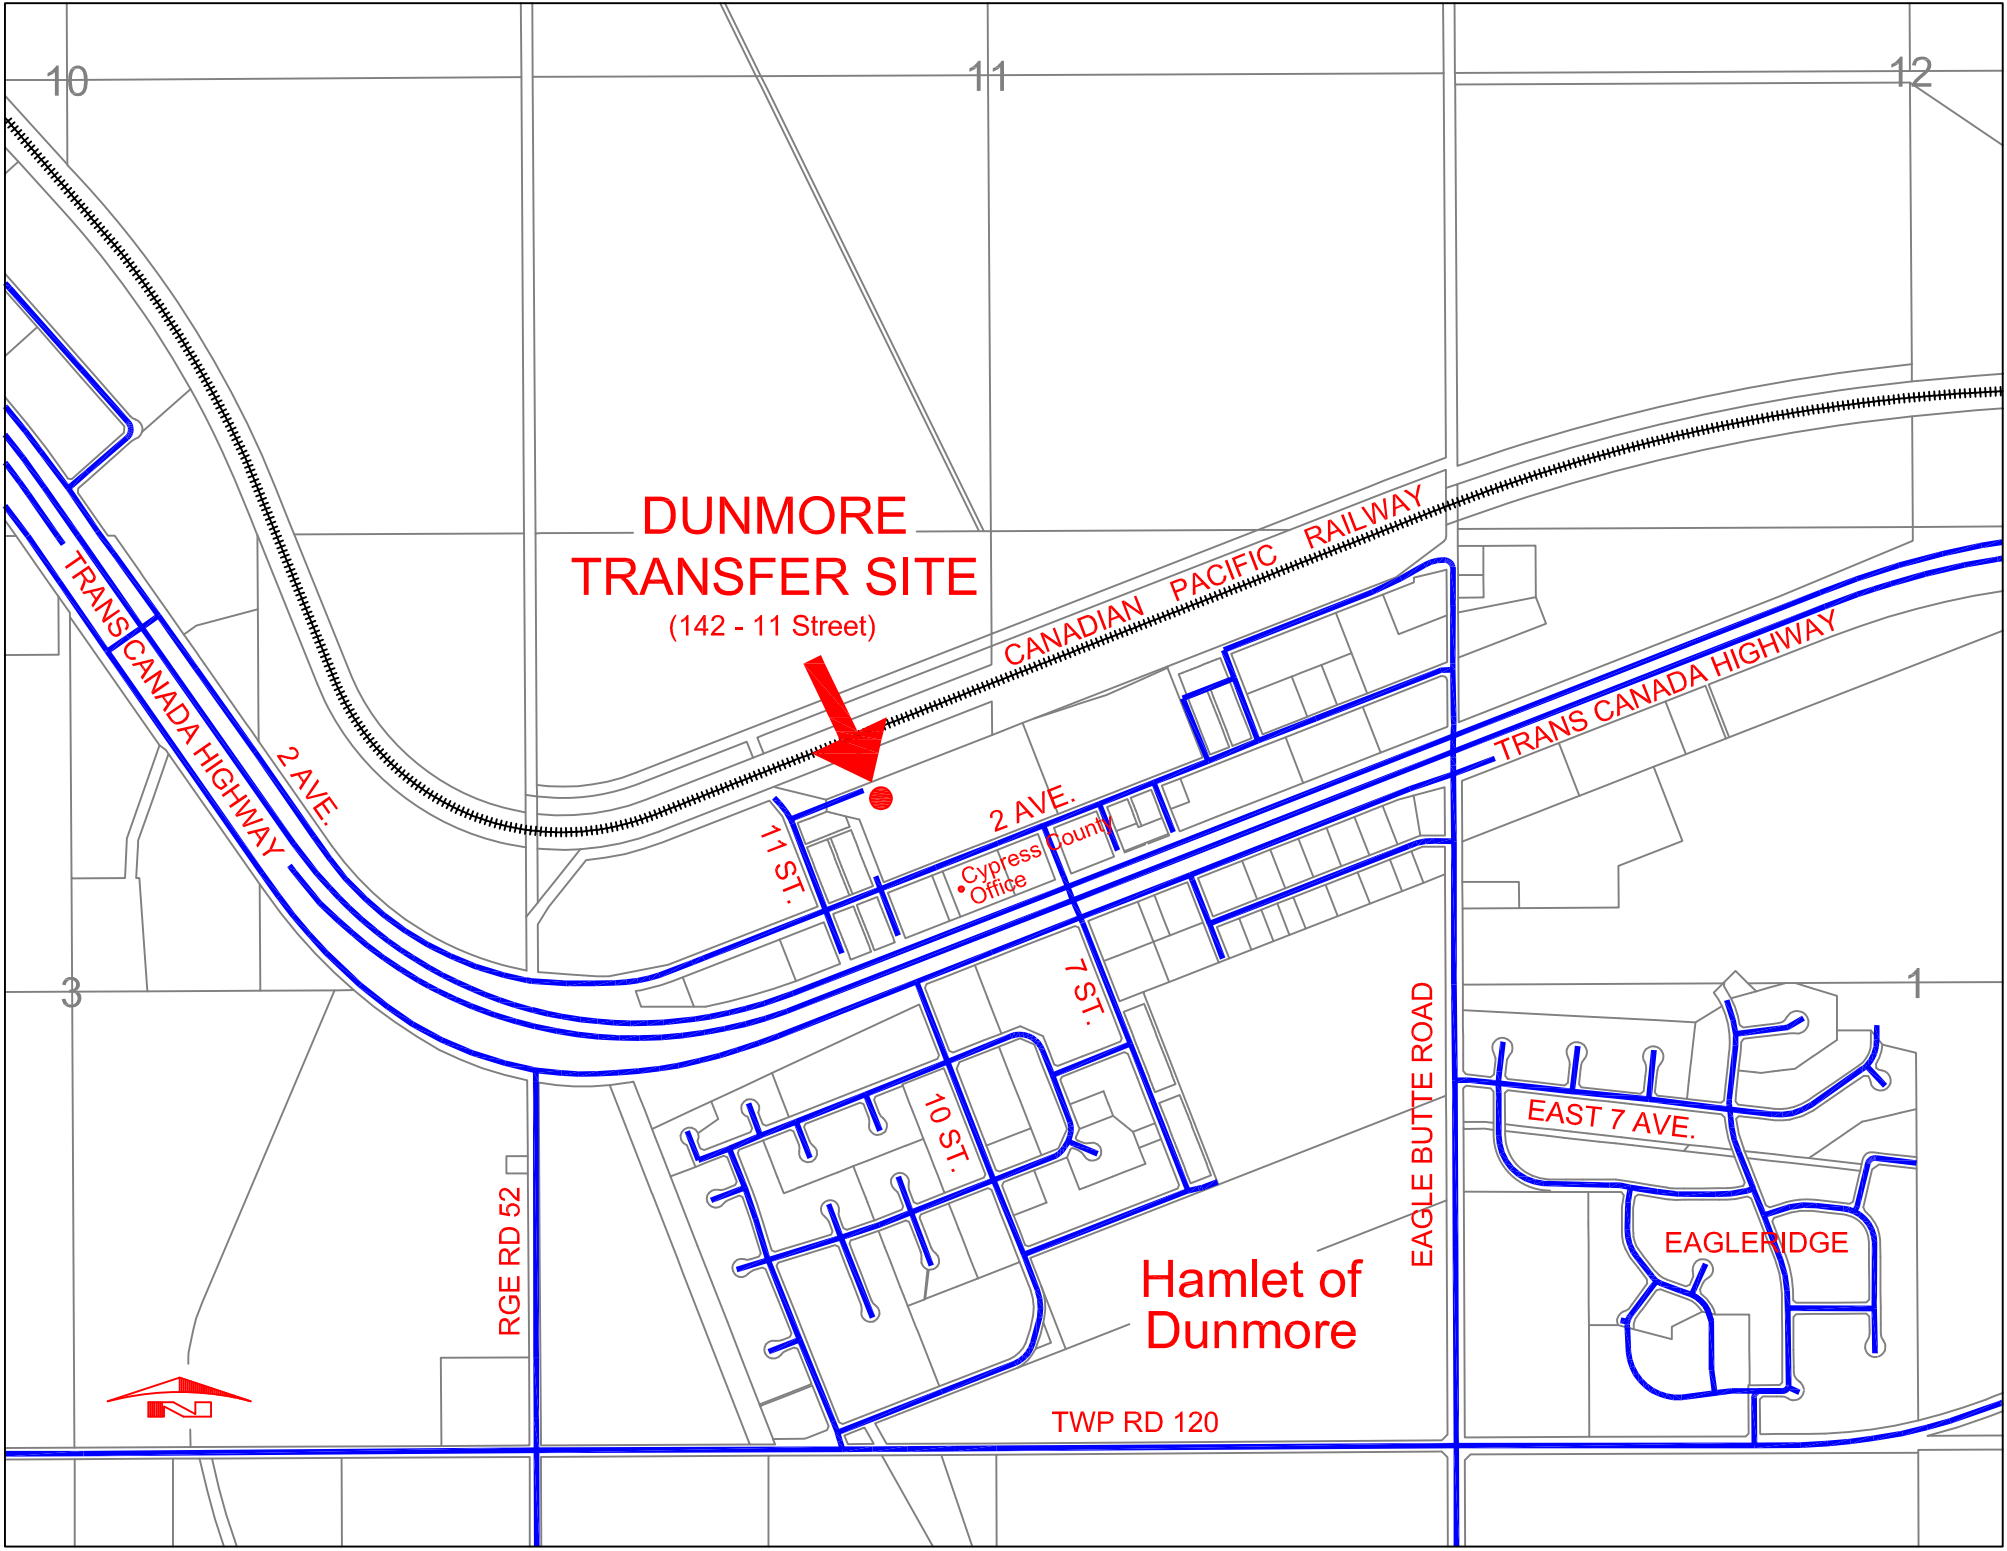 10
11
12
DUNMORE
TRANSFER SITE
(142 - 11 Street)
CANADIAN PACIFIC RAILWAY
TRANS CANADA HIGHWAY
TRANS CANADA HIGHWAY
2 AVE.
2 AVE.
11 ST.
Cypress County
Office
3
7 ST.
1
EAGLE BUTTE ROAD
10 ST.
EAST 7 AVE.
RGE RD 52
EAGLERIDGE
Hamlet of
Dunmore
N
TWP RD 120